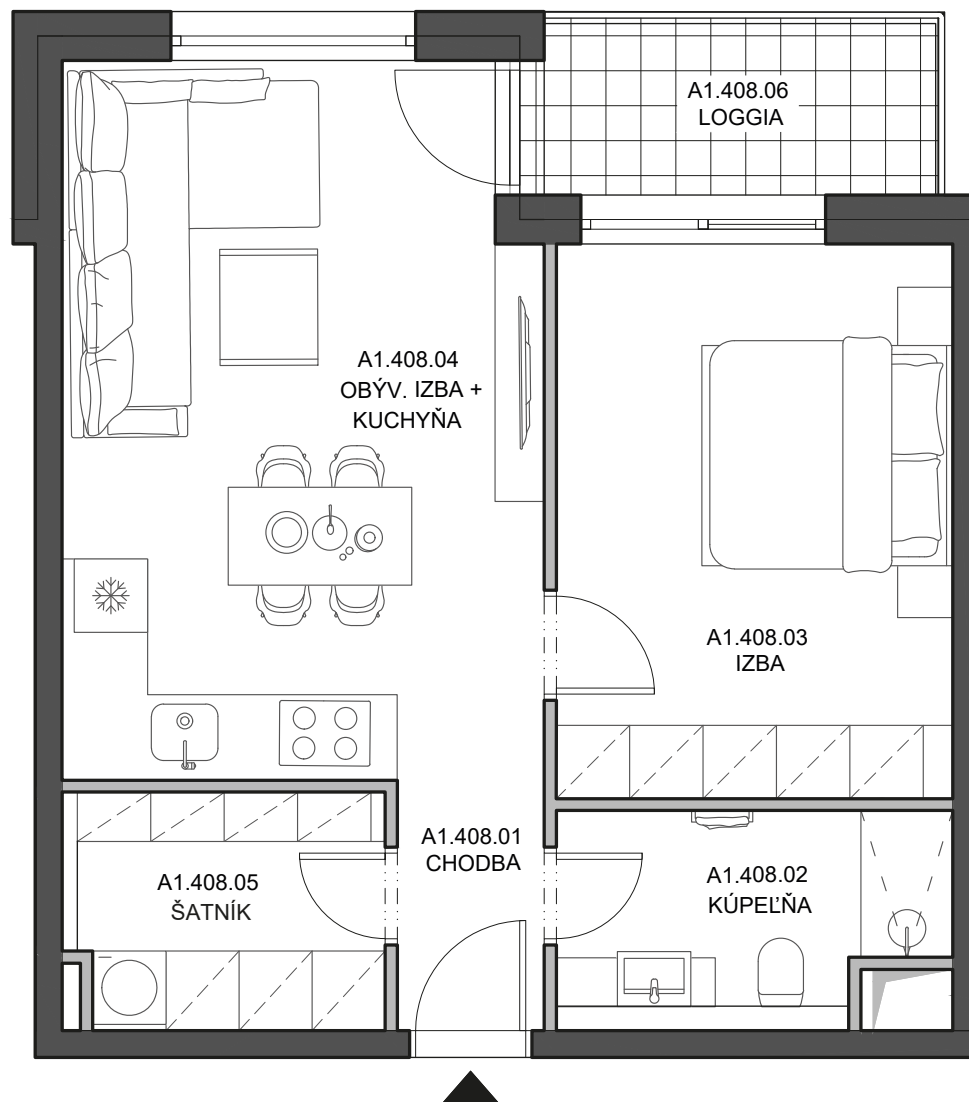 A1.408.06
LOGGIA
A1.408.04
OBÝV. IZBA +
KUCHYŇA
A1.408.03
IZBA
A1.408.01
CHODBA
A1.408.05
ŠATNÍK
A1.408.02
KÚPEĽŇA